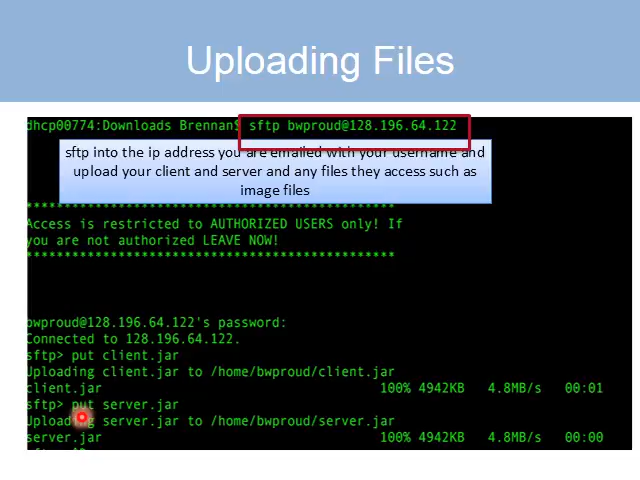 Uploading Files
dhcp00774:Downloads Brennan$ sftp bwproud@128.196.64.122
sftp into the ip address you are emailed with your username and
upload your client and server and any files they access such as
image files
************************************************
Access is restricted to AUTHORIZED USERS only! If
you are not authorized LEAVE NOW!
************************************************
bwproud@128.196.64.122's password:
Connected to 128.196.64.122.
sftp> put client.jar
Uploading client.jar to /home/bwproud/client.jar
client.jar 100% 4942KB 4.8MB/s 00:01
sftp> put server.jar
Uploading server.jar to /home/bwproud/server.jar
server.jar 100% 4942KB 4.8MB/s 00:00